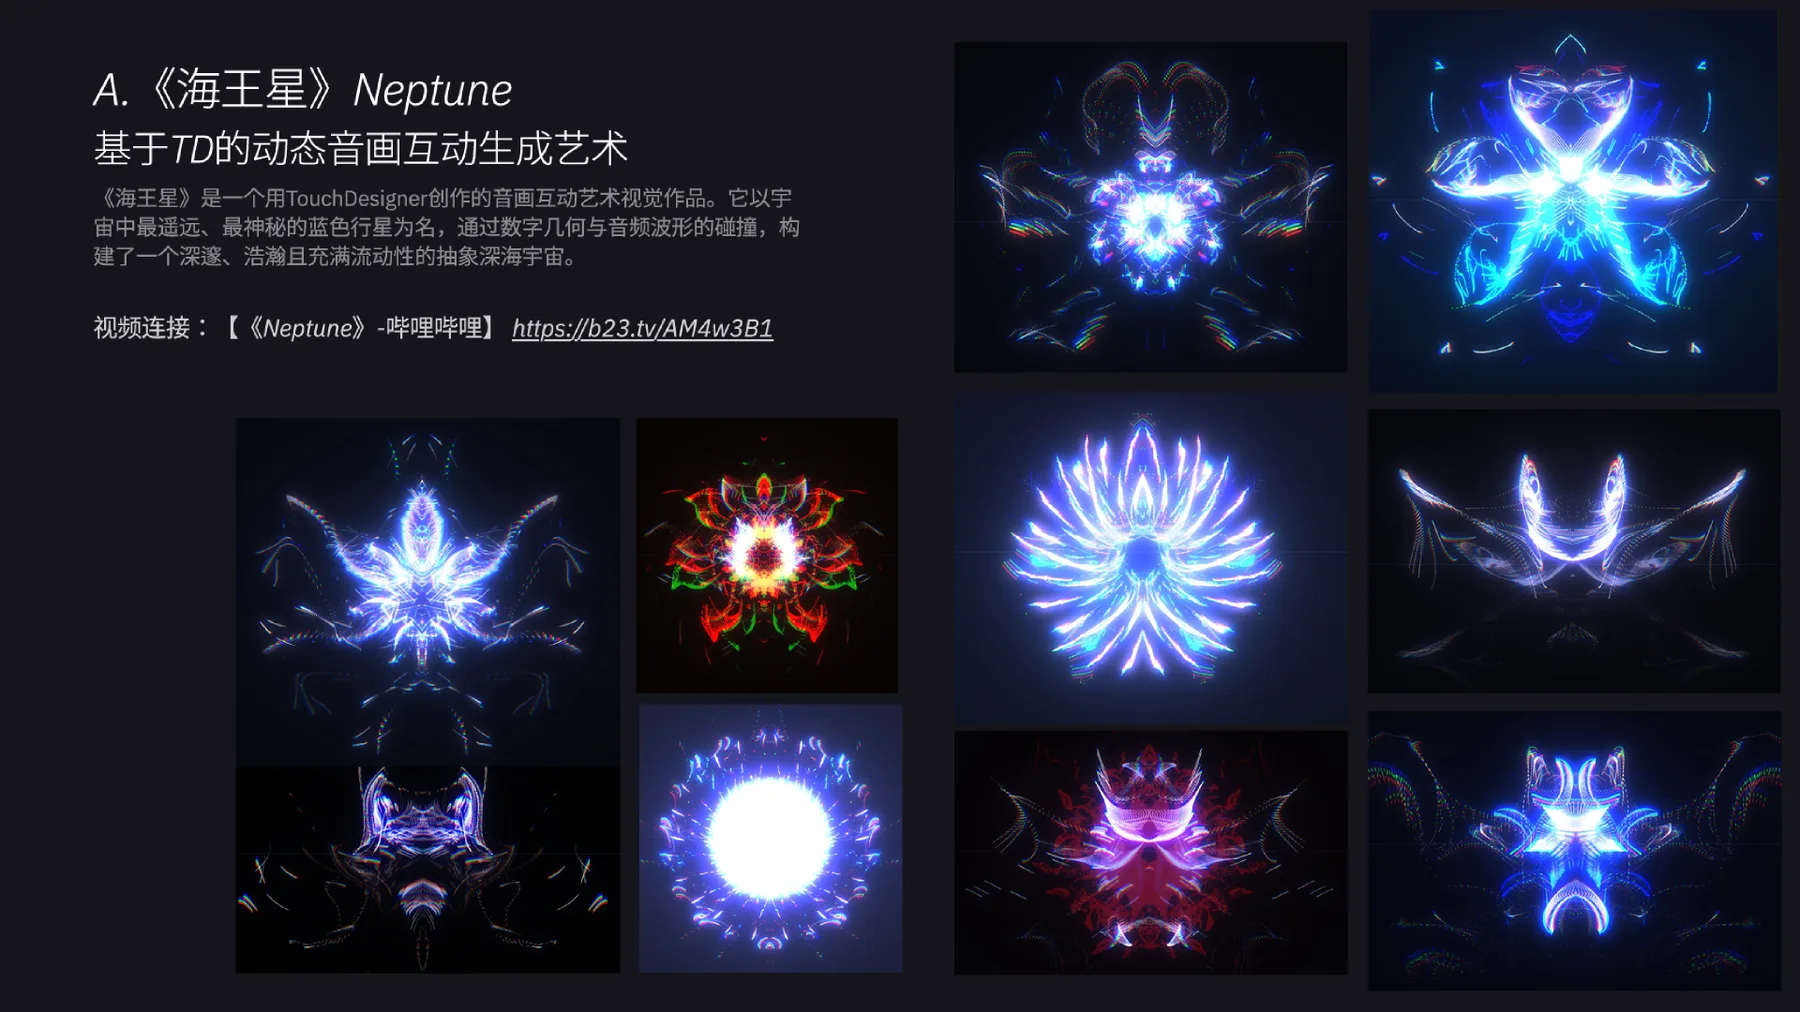 A.《海王星》Neptune
基于TD的动态音画互动生成艺术
《海王星》是一个用TouchDesigner创作的音画互动艺术视觉作品。它以宇
宙中最遥远、最神秘的蓝色行星为名，通过数字几何与音频波形的碰撞，构
建了一个深邃、浩瀚且充满流动性的抽象深海宇宙。
视频连接：【《Neptune》-哔哩哔哩】 https://b23.tv/AM4w3B1